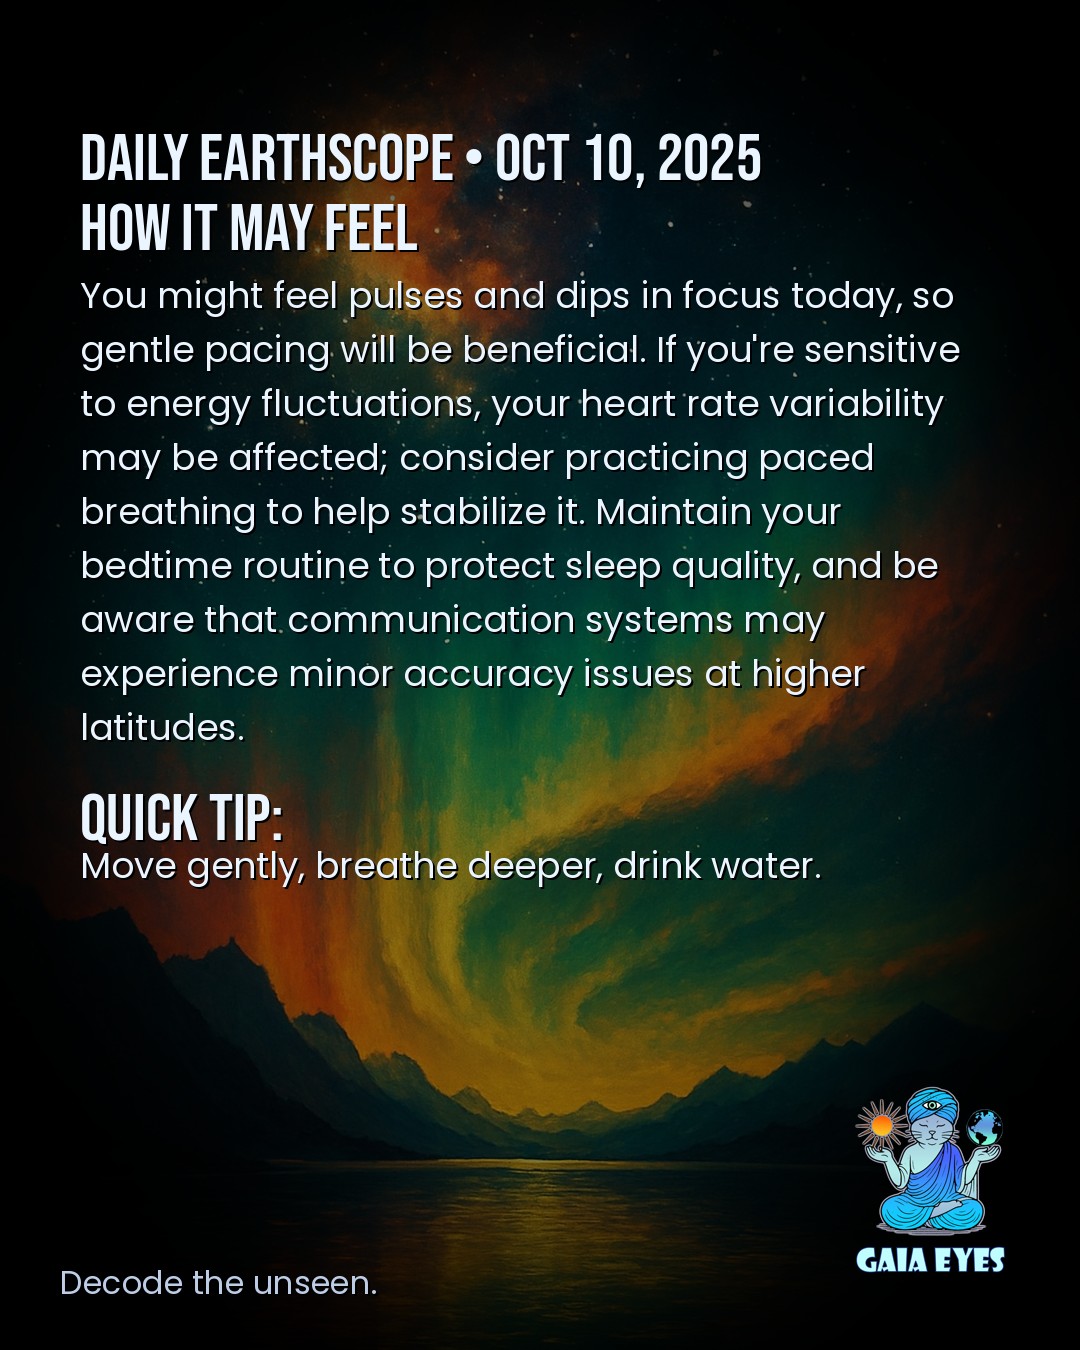 DAILY EARTHSCOPE • OCT 10, 2025
HOW IT MAY FEEL
You might feel pulses and dips in focus today, so
gentle pacing will be beneficial. If you're sensitive
to energy fluctuations, your heart rate variability
may be affected; consider practicing paced
breathing to help stabilize it. Maintain your
bedtime routine to protect sleep quality, and be
aware that communication systems may
experience minor accuracy issues at higher
latitudes.
QUICK TIP:
Move gently, breathe deeper, drink water.
GAIA EYES
Decode the unseen.